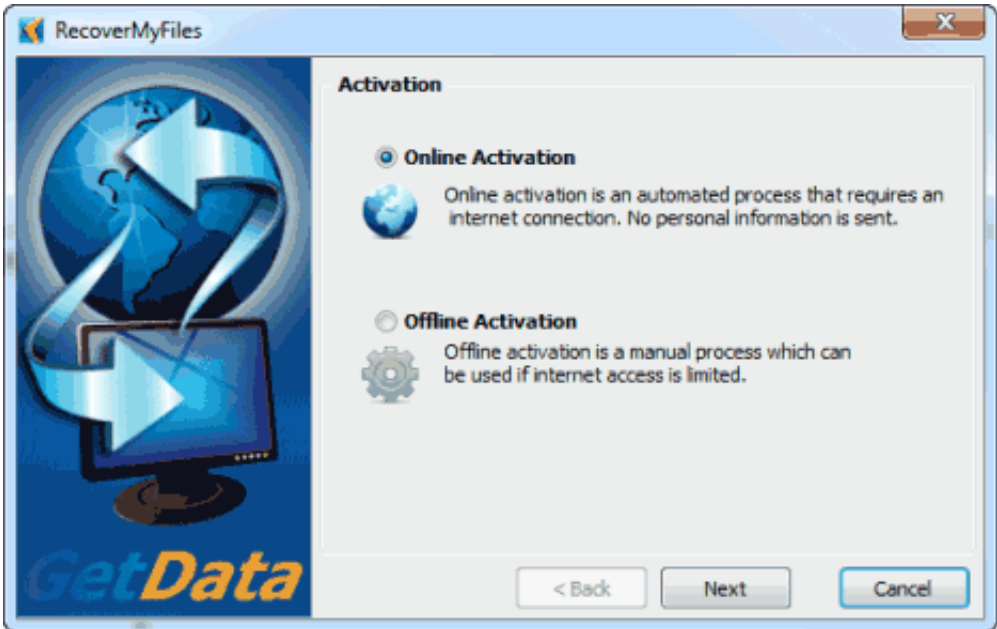 RecoverMyFiles
Activation
Online Activation
Online activation is an automated process that requires an
internet connection. No personal information is sent.
Offline Activation
Offline activation is a manual process which can
be used if internet access is limited.
GetData
< Back
Next
Cancel